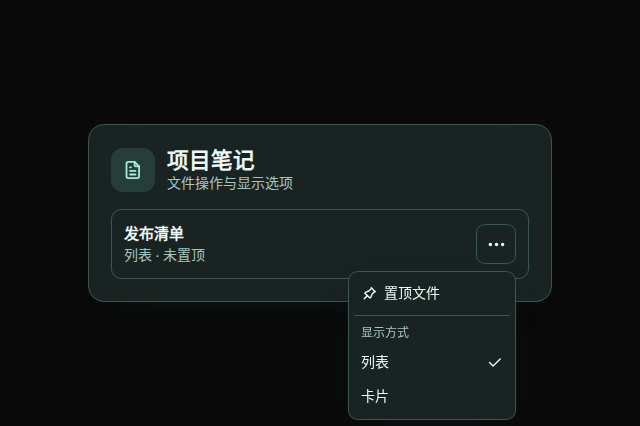 项目笔记
文件操作与显示选项
发布清单
列表 · 未置顶
置顶文件
显示方式
列表
卡片